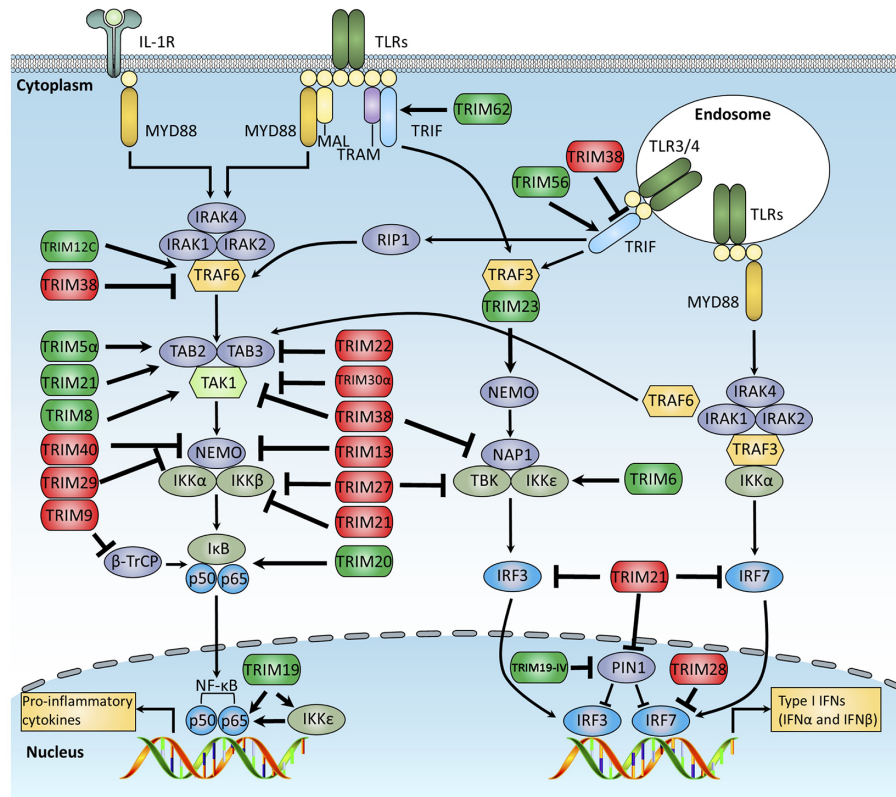 IL-1R
TLRs
Cytoplasm
MYD88
MYD88
MAL
TRAM
TRIF
TRIM62
Endosome
TLR3/4
TRIM38
TRIM56
TLRs
TRIF
MYD88
IRAK4
IRAK1
IRAK2
TRAF6
TRIM12C
TRIM38
RIP1
TRAF3
TRIM23
TRIM5α
TRIM21
TRIM8
TRIM40
TRIM29
TRIM9
TAB2
TAB3
TAK1
TRIM22
TRIM30α
TRIM38
TRIM13
TRIM27
TRIM21
TRIM20
NEMO
IKKα
IKKβ
β-TrCP
IκB
p50
p65
NEMO
NAP1
TBK
IKKε
TRIM6
TRAF6
IRAK4
IRAK1
IRAK2
TRAF3
IKKα
IRF3
TRIM21
IRF7
TRIM19
NF-κB
p50
p65
IKKε
Pro-inflammatory
cytokines
Nucleus
TRIM19-IV
PIN1
TRIM28
IRF3
IRF7
Type I IFNs
(IFNα and IFNβ)